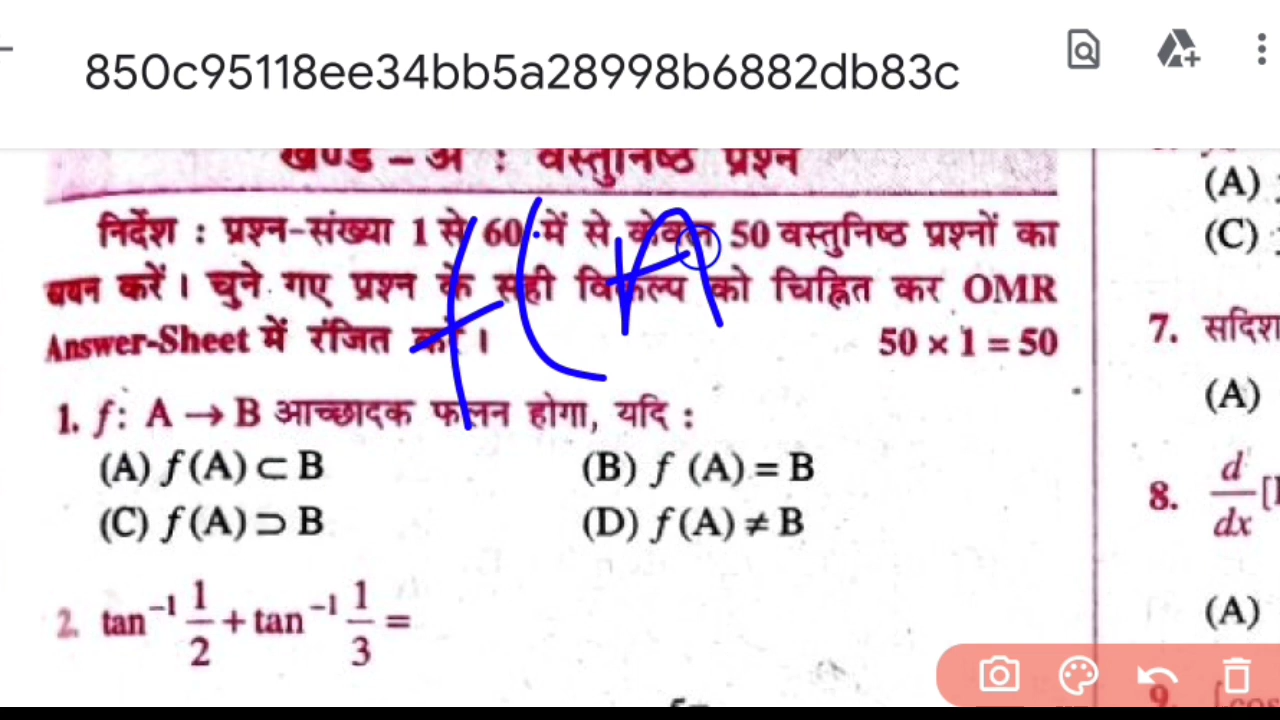 850c95118ee34bb5a28998b6882db83c
खण्ड – अ : वस्तुनिष्ठ प्रश्न
निर्देश : प्रश्न-संख्या 1 से 60 में से केवल 50 वस्तुनिष्ठ प्रश्नों का
चयन करें। चुने गए प्रश्न के सही विकल्प को चिह्नित कर OMR
Answer-Sheet में रंजित करें। 50 × 1 = 50
1. f: A → B आच्छादक फलन होगा, यदि :
(A) f(A) ⊂ B (B) f (A) = B
(C) f(A) ⊃ B (D) f(A) ≠ B
2. tan⁻¹ 1/2 + tan⁻¹ 1/3 =
(A)
(C)
7. सदिश
(A)
8. d/dx
(A)
9.
f(A